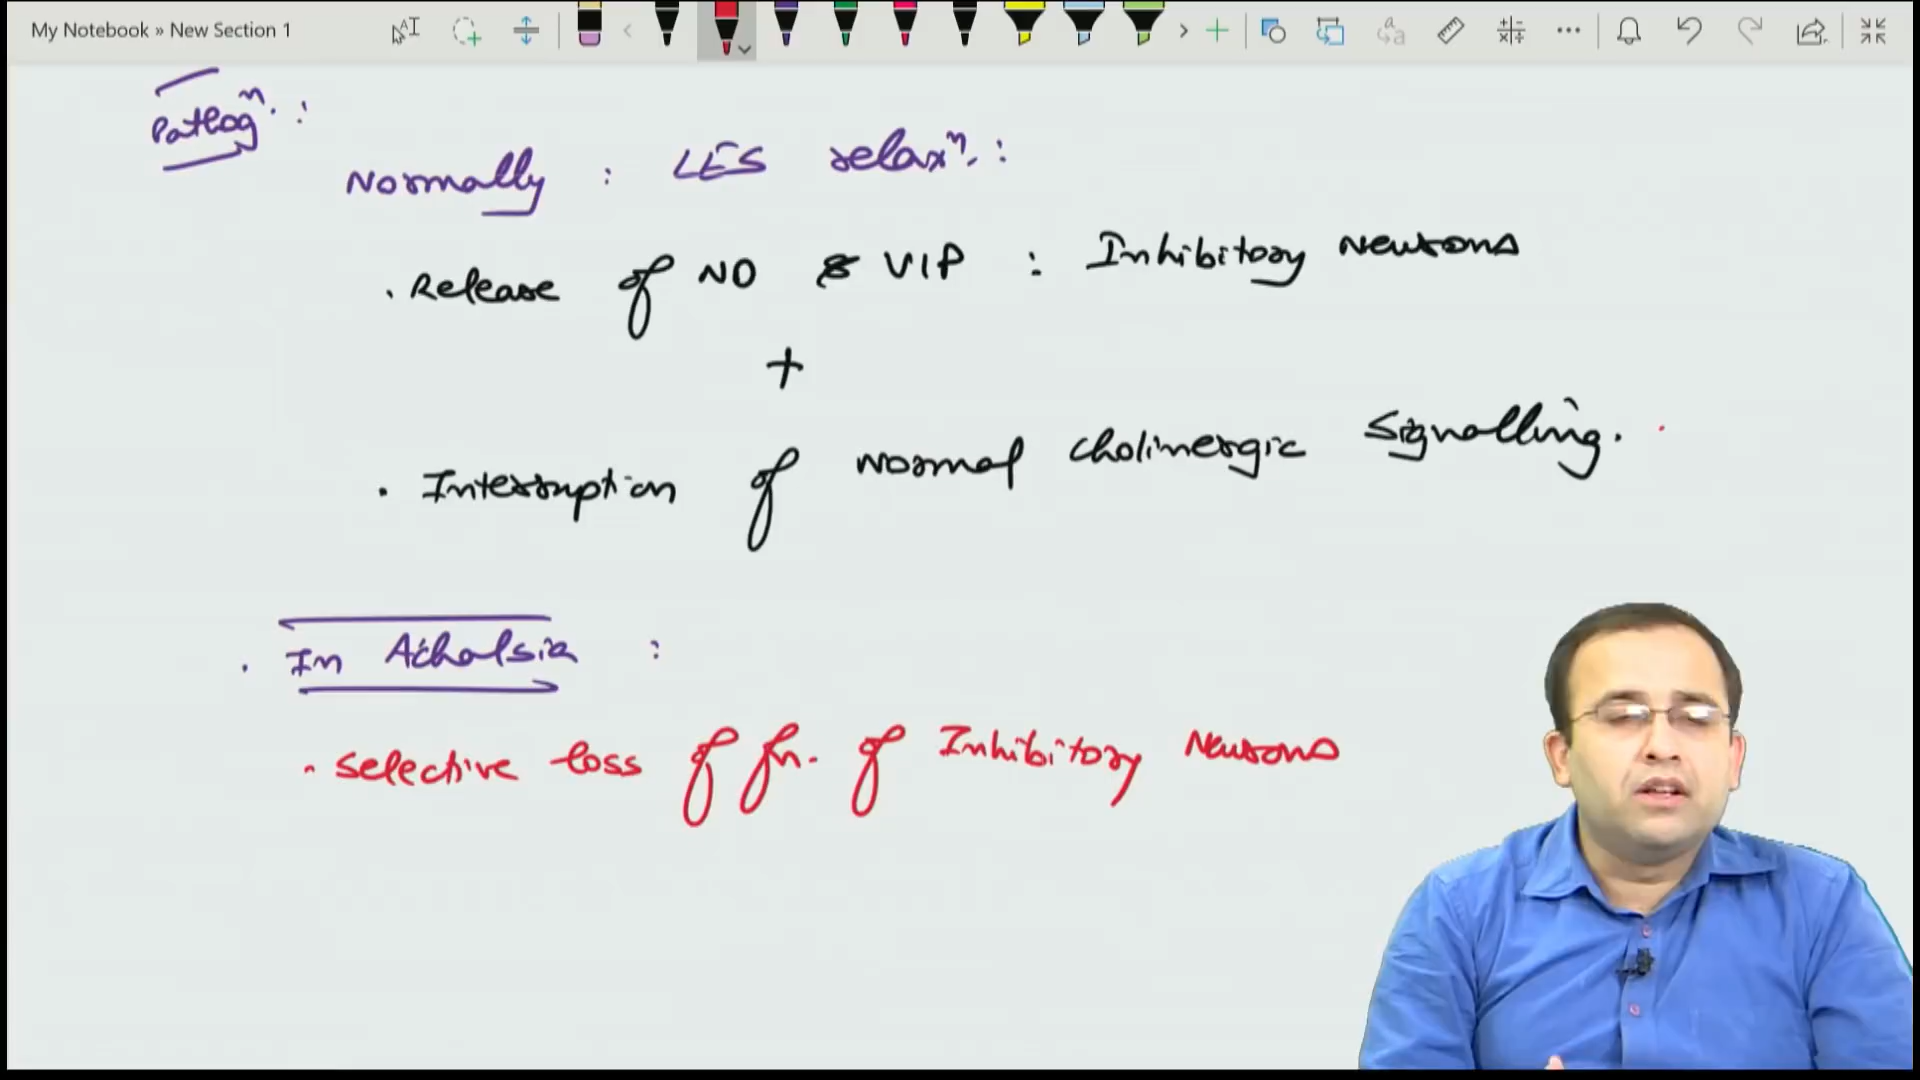 My Notebook » New Section 1
Pathogⁿ. :
Normally : LES relaxⁿ. :
. Release of NO & VIP : Inhibitory Neurons
+
. Interruption of normal cholinergic signalling.
. In Achalsia :
. Selective loss of fn. of Inhibitory Neurons